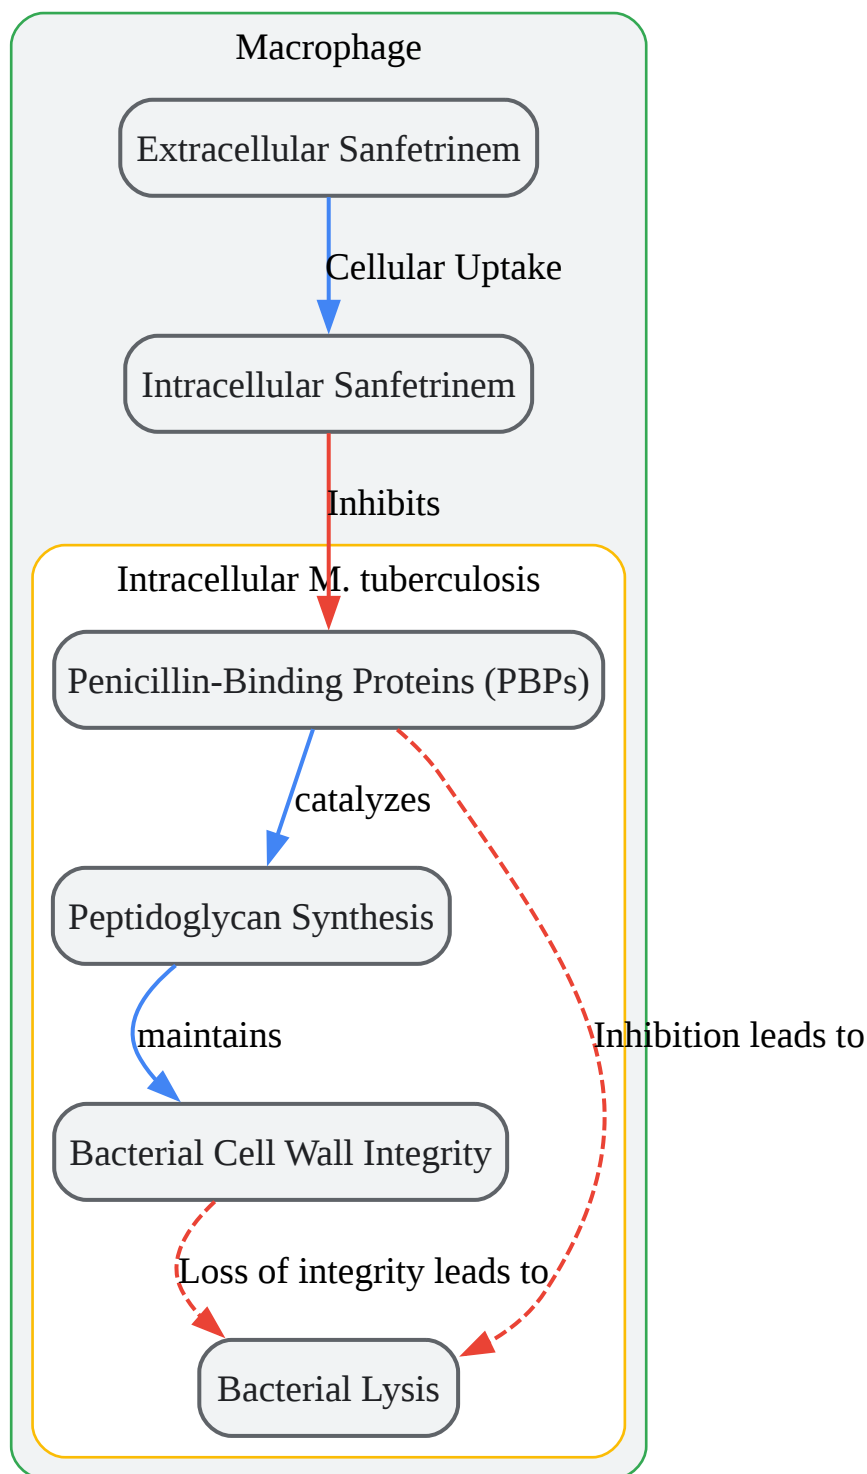 Macrophage
Extracellular Sanfetrinem
Cellular Uptake
Intracellular Sanfetrinem
Inhibits
Intracellular M. tuberculosis
Penicillin-Binding Proteins (PBPs)
catalyzes
Peptidoglycan Synthesis
maintains
Inhibition leads to
Bacterial Cell Wall Integrity
Loss of integrity leads to
Bacterial Lysis